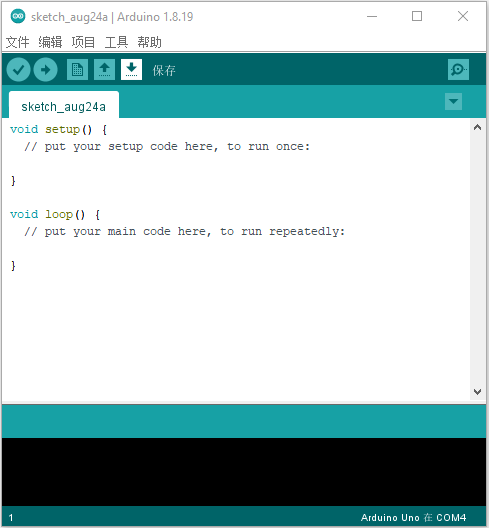 sketch_aug24a | Arduino 1.8.19
文件 编辑 项目 工具 帮助
保存
sketch_aug24a
void setup() {
  // put your setup code here, to run once:
}
void loop() {
  // put your main code here, to run repeatedly:
}
1
Arduino Uno 在 COM4